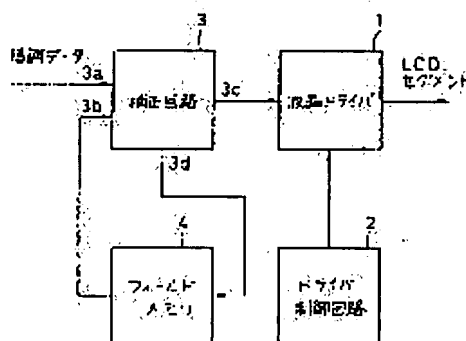 3
1
階調データ
3a
LCD
セグメント
3b
補正回路
3c
液晶ドライバ
3d
4
2
フィールド
メモリ
ドライバ
制御回路